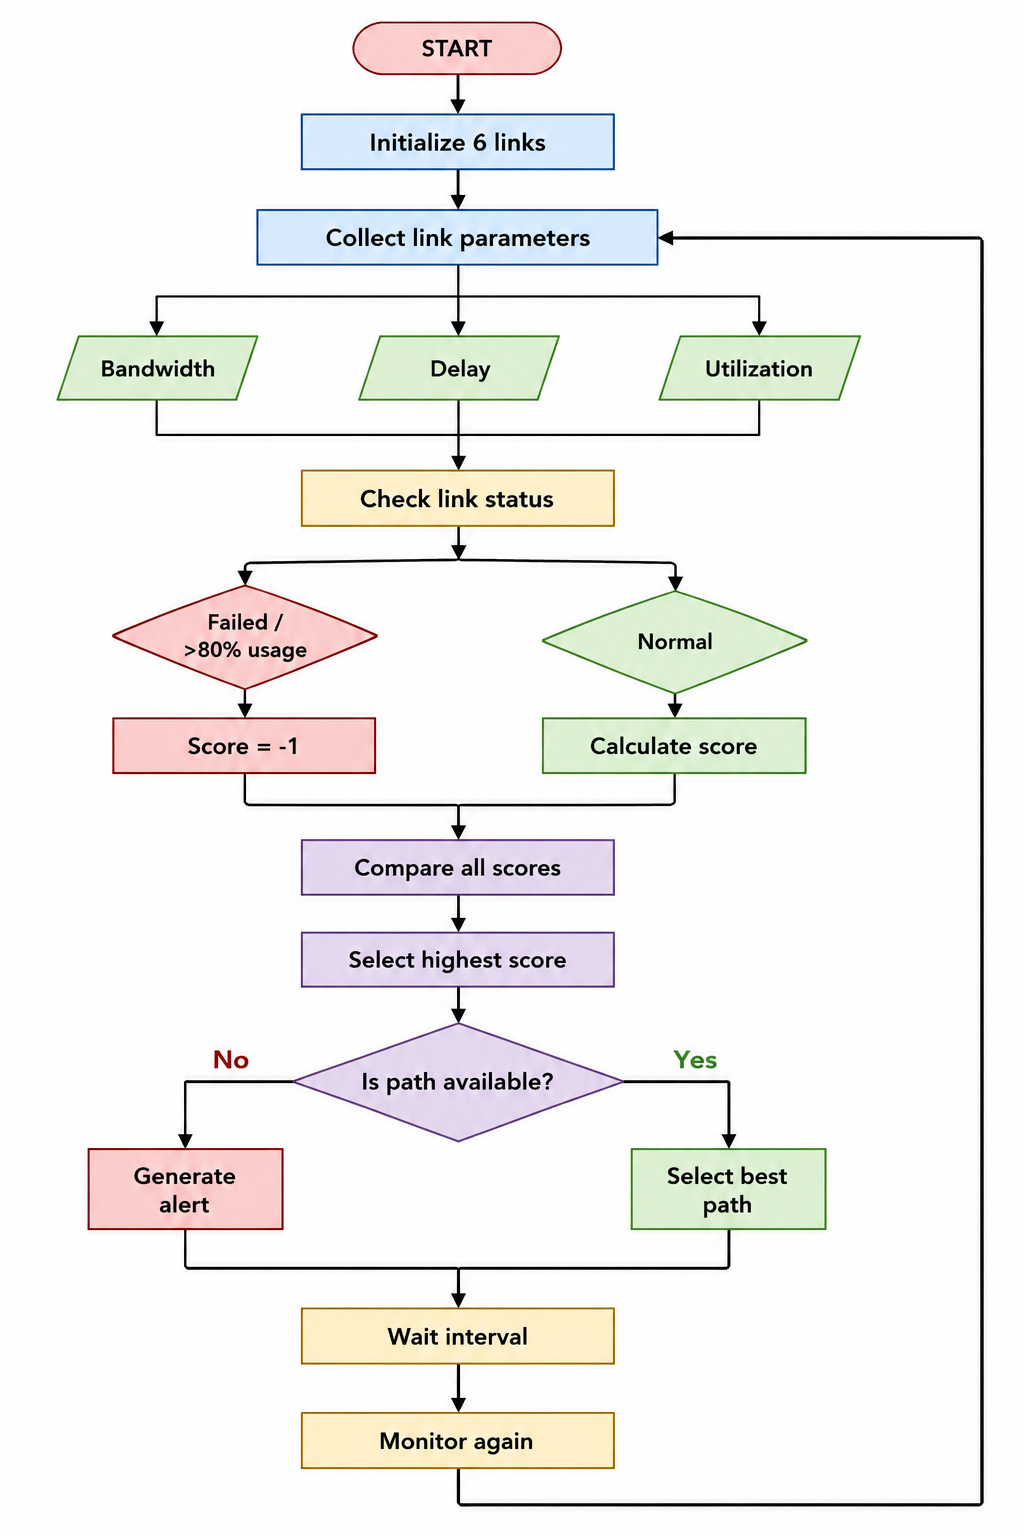 START
Initialize 6 links
Collect link parameters
Bandwidth
Delay
Utilization
Check link status
Failed /
>80% usage
Normal
Score = -1
Calculate score
Compare all scores
Select highest score
No
Yes
Is path available?
Generate
alert
Select best
path
Wait interval
Monitor again